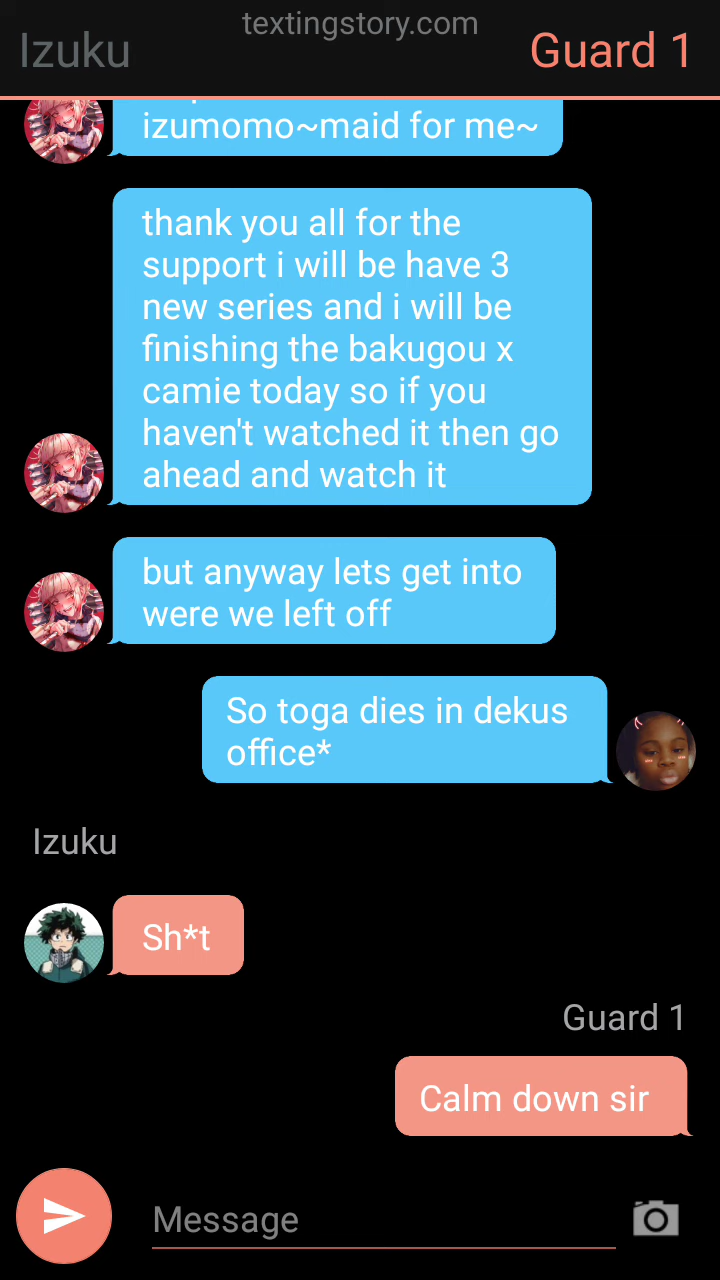 textingstory.com
Izuku
Guard 1
izumomo~maid for me~
thank you all for the
support i will be have 3
new series and i will be
finishing the bakugou x
camie today so if you
haven't watched it then go
ahead and watch it
but anyway lets get into
were we left off
So toga dies in dekus
office*
Izuku
Sh*t
Guard 1
Calm down sir
Message